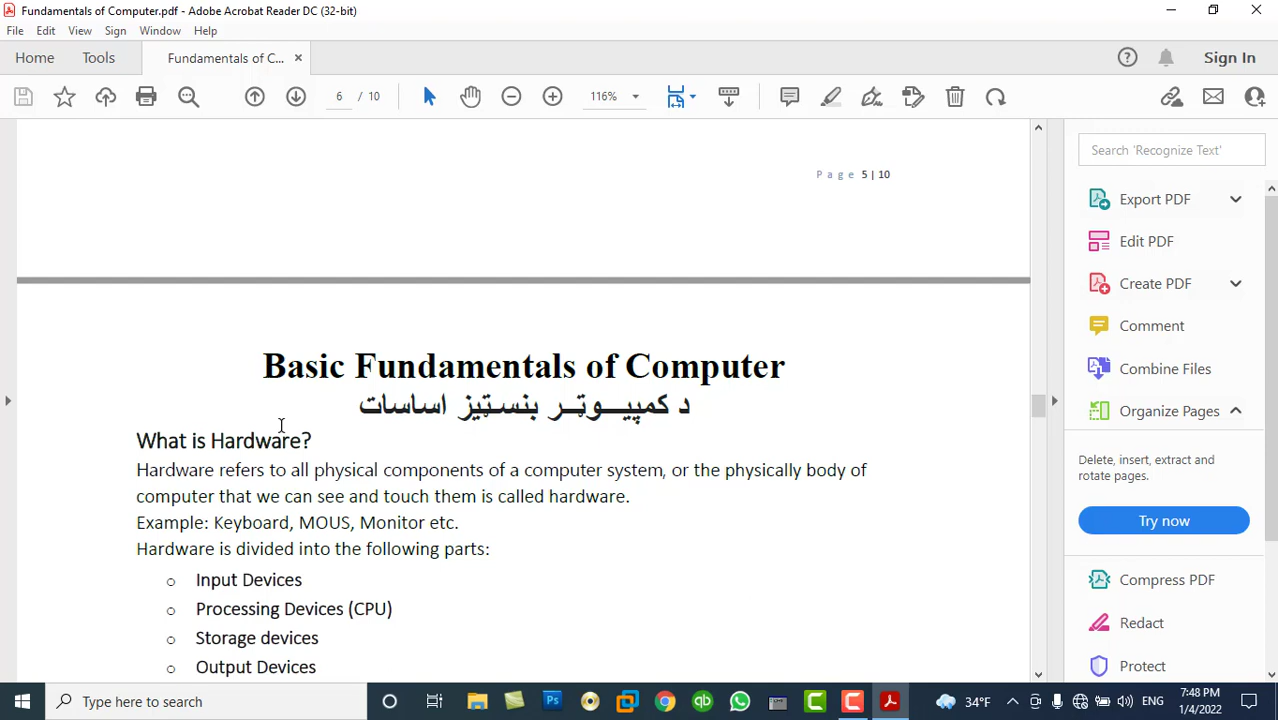 Fundamentals of Computer.pdf - Adobe Acrobat Reader DC (32-bit)
File Edit View Sign Window Help
Home Tools Fundamentals of C... × Sign In
6 / 10 116%
Search 'Recognize Text'
Page 5 | 10
Export PDF
Edit PDF
Create PDF
Comment
Combine Files
Organize Pages
Delete, insert, extract and
rotate pages.
Try now
Compress PDF
Redact
Protect
Basic Fundamentals of Computer
د کمپیــوټــر بنسټیز اساسات
What is Hardware?
Hardware refers to all physical components of a computer system, or the physically body of
computer that we can see and touch them is called hardware.
Example: Keyboard, MOUS, Monitor etc.
Hardware is divided into the following parts:
o Input Devices
o Processing Devices (CPU)
o Storage devices
o Output Devices
Type here to search
Ps
qb
34°F
ENG
7:48 PM
1/4/2022